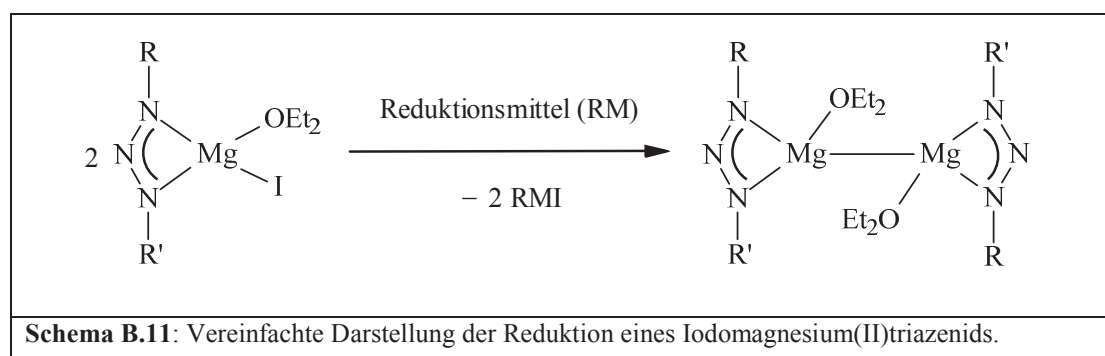 R
N
N
N
R'
2
Mg
OEt2
I
Reduktionsmittel (RM)
− 2 RMI
R
N
N
N
R'
OEt2
Mg
Mg
Et2O
R'
N
N
N
R
Schema B.11: Vereinfachte Darstellung der Reduktion eines Iodomagnesium(II)triazenids.